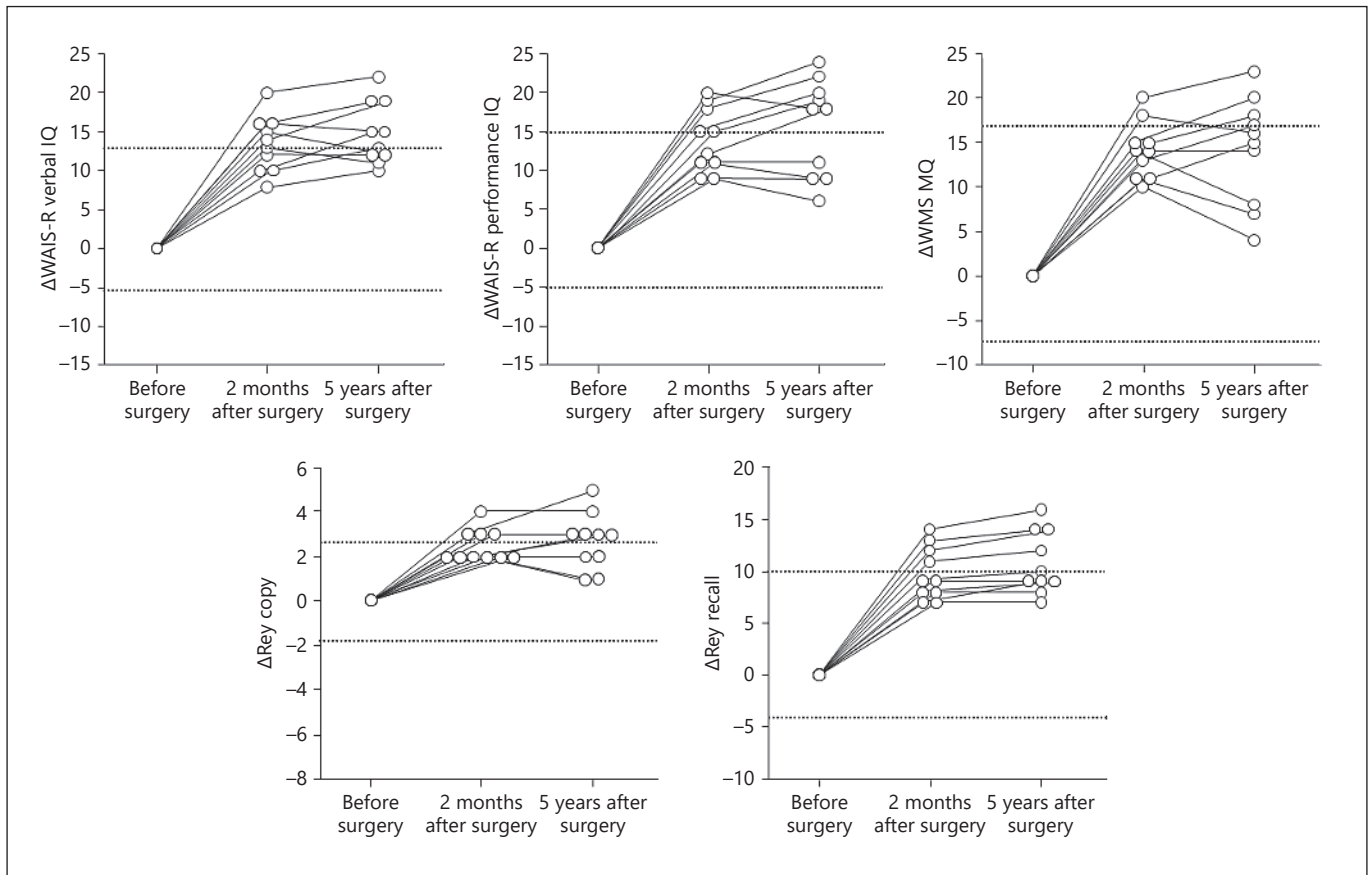 ΔWAIS-R verbal IQ
25
20
15
10
5
0
–5
–10
–15
Before
surgery
2 months
after surgery
5 years after
surgery
ΔWAIS-R performance IQ
25
20
15
10
5
0
–5
–10
–15
Before
surgery
2 months
after surgery
5 years after
surgery
ΔWMS MQ
25
20
15
10
5
0
–5
–10
Before
surgery
2 months
after surgery
5 years after
surgery
ΔRey copy
6
4
2
0
–2
–4
–6
–8
Before
surgery
2 months
after surgery
5 years after
surgery
ΔRey recall
20
15
10
5
0
–5
–10
Before
surgery
2 months
after surgery
5 years after
surgery